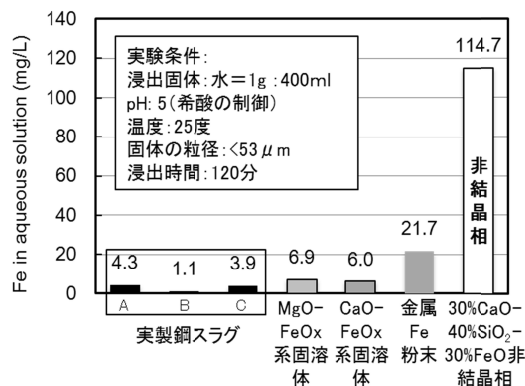 Fe in aqueous solution (mg/L)
140
120
100
80
60
40
20
0
実験条件:
浸出固体:水=1g:400ml
pH: 5(希酸の制御)
温度:25度
固体の粒径:<53μm
浸出時間:120分
4.3
1.1
3.9
6.9
6.0
21.7
114.7
非結晶相
A
B
C
実製鋼スラグ
MgO-
FeOx
系固溶
体
CaO-
FeOx
系固溶
体
金属
Fe
粉末
30%CaO-
40%SiO₂-
30%FeO非
結晶相